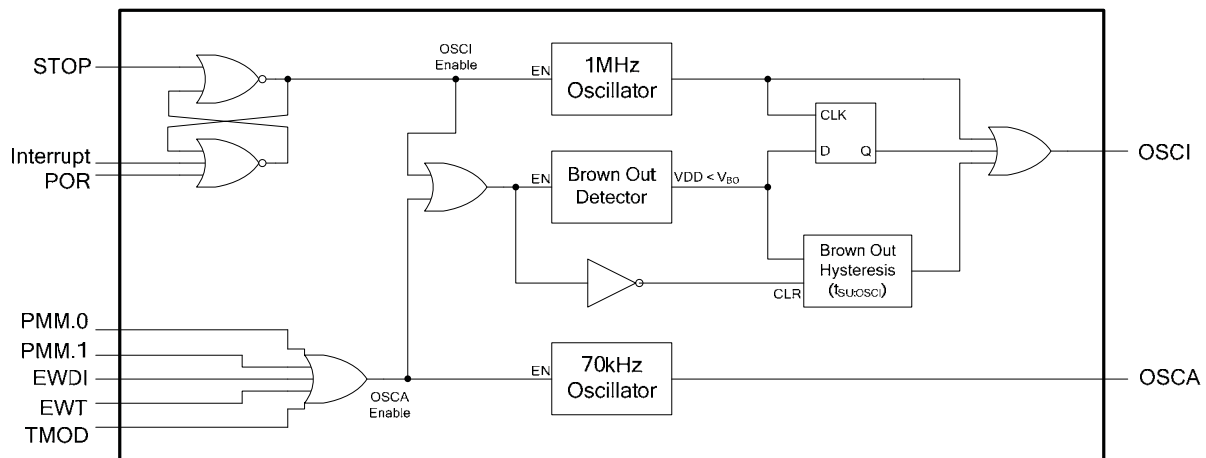 STOP
Interrupt
POR
PMM.0
PMM.1
EWDI
EWT
TMOD
OSCI
Enable
OSCA
Enable
EN
1MHz
Oscillator
EN
Brown Out
Detector
VDD < VBO
CLK
D
Q
Brown Out
Hysteresis
(tSU:OSCI)
CLR
EN
70kHz
Oscillator
OSCI
OSCA